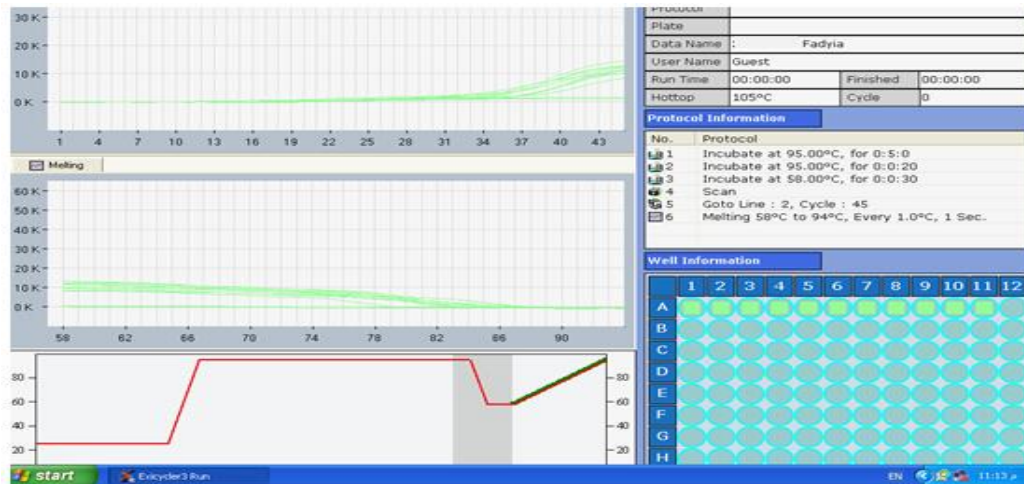 30 K
20 K
10 K
0 K
1 4 7 10 13 16 19 22 25 28 31 34 37 40 43
Melting
60 K
50 K
40 K
30 K
20 K
10 K
0 K
58 62 66 70 74 78 82 86 90
80 80
60 60
40 40
20 20
Protocol
Plate
Data Name : Fadyia
User Name Guest
Run Time 00:00:00 Finished 00:00:00
Hottop 105ºC Cycle 0
Protocol Information
No. Protocol
1 Incubate at 95.00ºC, for 0:5:0
2 Incubate at 95.00ºC, for 0:0:20
3 Incubate at 58.00ºC, for 0:0:30
4 Scan
5 Goto Line : 2, Cycle : 45
6 Melting 58ºC to 94ºC, Every 1.0ºC, 1 Sec.
Well Information
1 2 3 4 5 6 7 8 9 10 11 12
A
B
C
D
E
F
G
H
start Exicycler3 Run EN 11:13 م